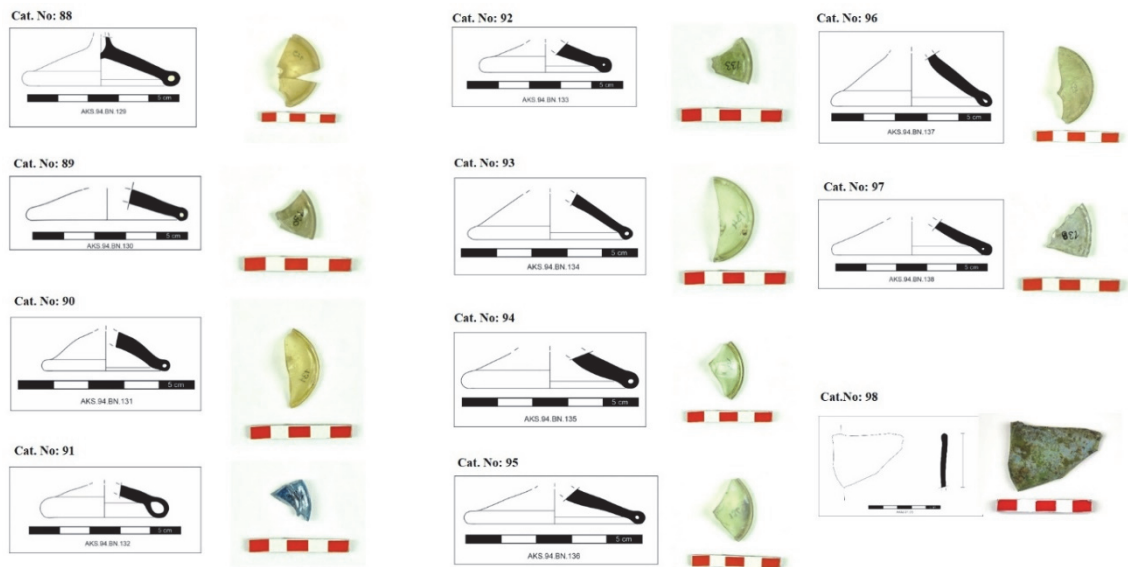 Cat. No: 88
5 cm
AKS.94.BN.129
Cat. No: 89
5 cm
AKS.94.BN.130
Cat. No: 90
5 cm
AKS.94.BN.131
Cat. No: 91
5 cm
AKS.94.BN.132
Cat. No: 92
5 cm
AKS.94.BN.133
133
Cat. No: 93
5 cm
AKS.94.BN.134
Cat. No: 94
5 cm
AKS.94.BN.135
Cat. No: 95
5 cm
AKS.94.BN.136
Cat. No: 96
5 cm
AKS.94.BN.137
Cat. No: 97
5 cm
AKS.94.BN.138
138
Cat.No: 98